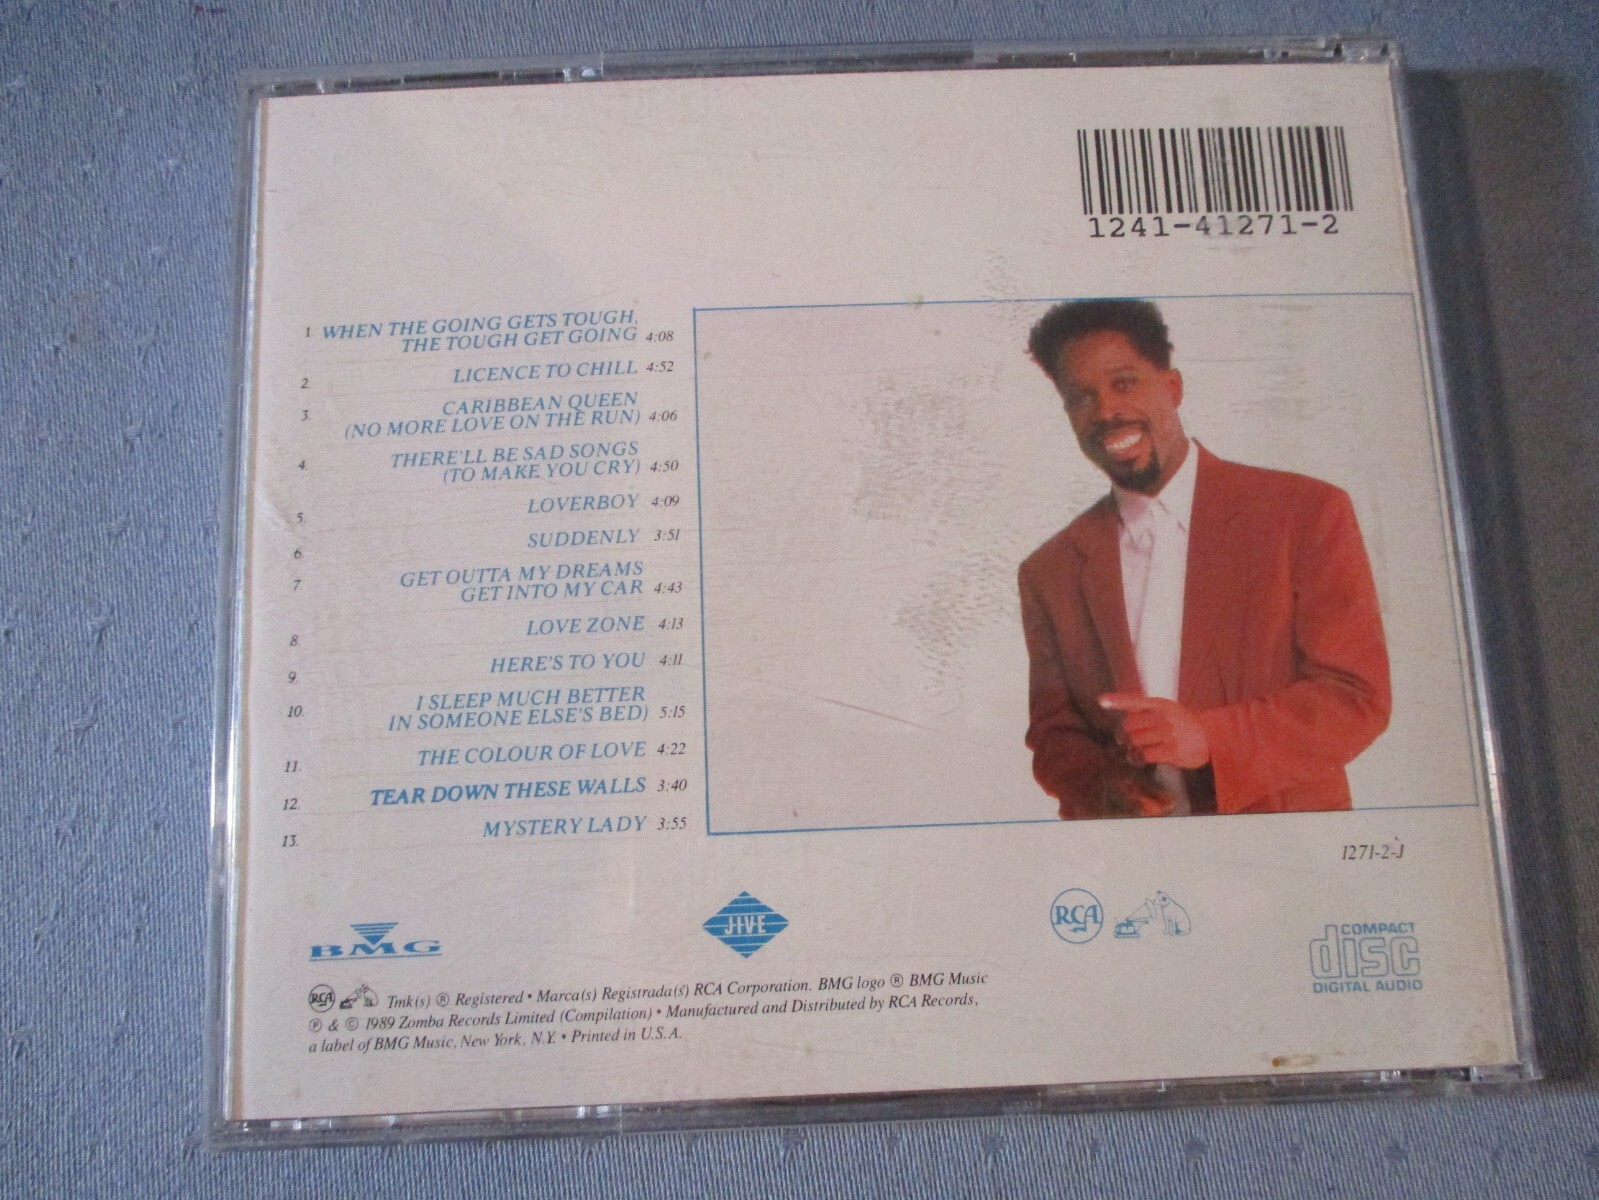 1241-41271-2
1. WHEN THE GOING GETS TOUGH,
THE TOUGH GET GOING 4:08
2. LICENCE TO CHILL 4:52
3. CARIBBEAN QUEEN
(NO MORE LOVE ON THE RUN) 4:06
4. THERE'LL BE SAD SONGS
(TO MAKE YOU CRY) 4:50
5. LOVERBOY 4:09
6. SUDDENLY 3:51
7. GET OUTTA MY DREAMS
GET INTO MY CAR 4:43
8. LOVE ZONE 4:13
9. HERE'S TO YOU 4:11
10. I SLEEP MUCH BETTER
IN SOMEONE ELSE'S BED) 5:15
11. THE COLOUR OF LOVE 4:22
12. TEAR DOWN THESE WALLS 3:40
13. MYSTERY LADY 3:55
1271-2-J
BMG
JIVE
RCA
COMPACT
disc
DIGITAL AUDIO
RCA Tmk(s) ® Registered • Marca(s) Registrada(s) RCA Corporation. BMG logo ® BMG Music
℗ & © 1989 Zomba Records Limited (Compilation) • Manufactured and Distributed by RCA Records,
a label of BMG Music, New York, N.Y. • Printed in U.S.A.